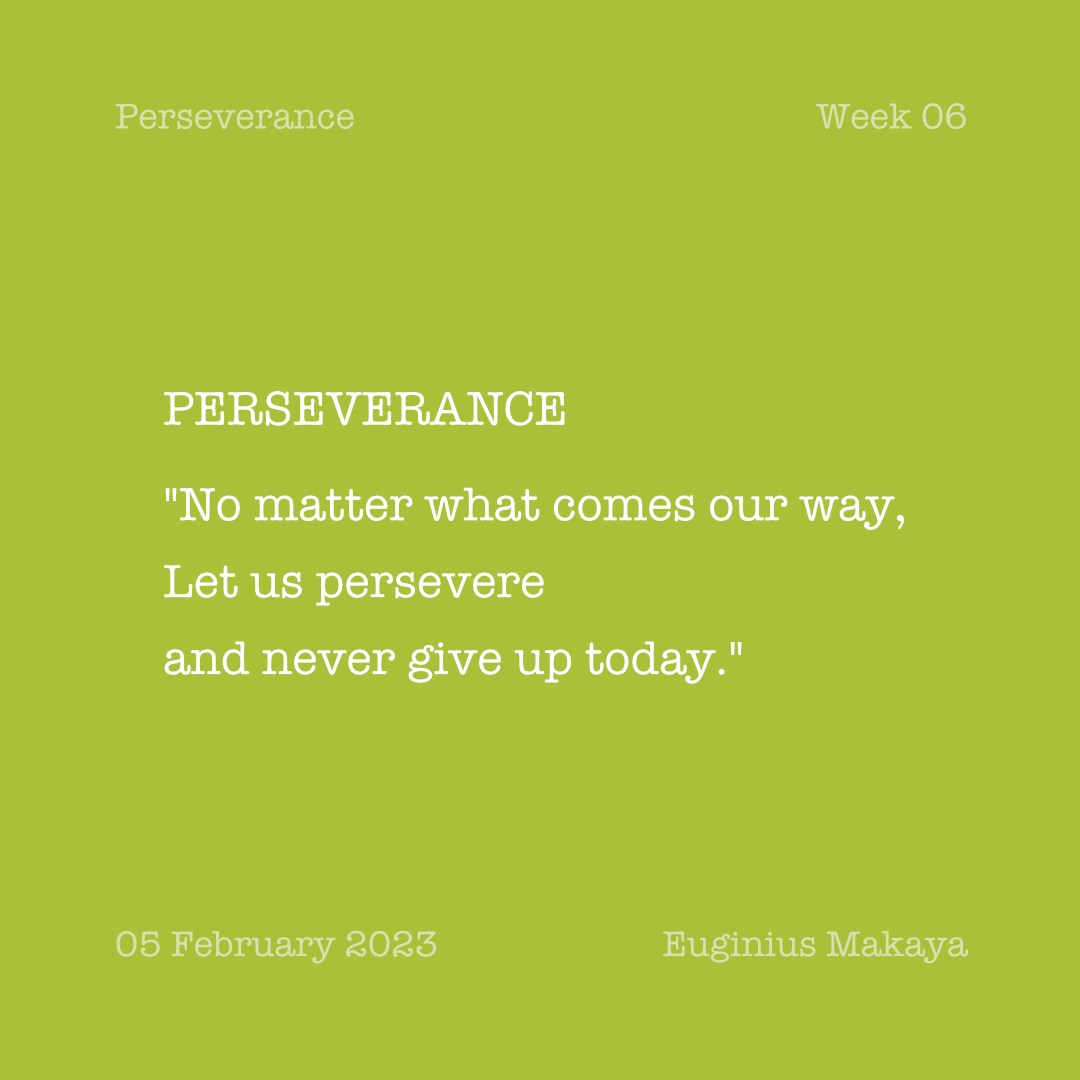 Perseverance
Week 06
PERSEVERANCE
"No matter what comes our way,
Let us persevere
and never give up today."
05 February 2023
Euginius Makaya